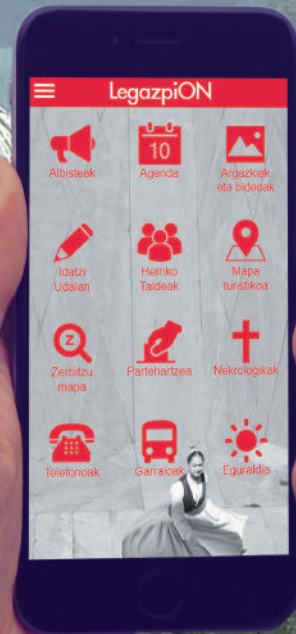 LegazpiON
10
Albisteak
Agenda
Argazkiak
eta bideoak
Idatzi
Udalari
Herriko
Taldeak
Mapa
turistikoa
Z
Zerbitzu
mapa
Partehartzea
Nekrologikak
Telefonoak
Garraioak
Eguraldia